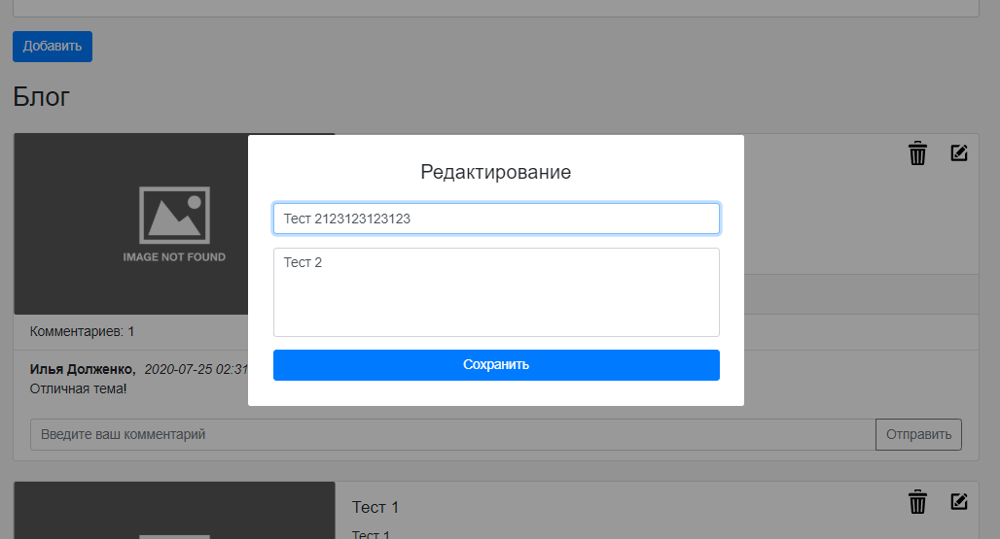 Добавить
Блог
IMAGE NOT FOUND
Комментариев: 1
Илья Долженко, 2020-07-25 02:31
Отличная тема!
Введите ваш комментарий
Отправить
Редактирование
Тест 2123123123123
Тест 2
Сохранить
Тест 1
Тест 1